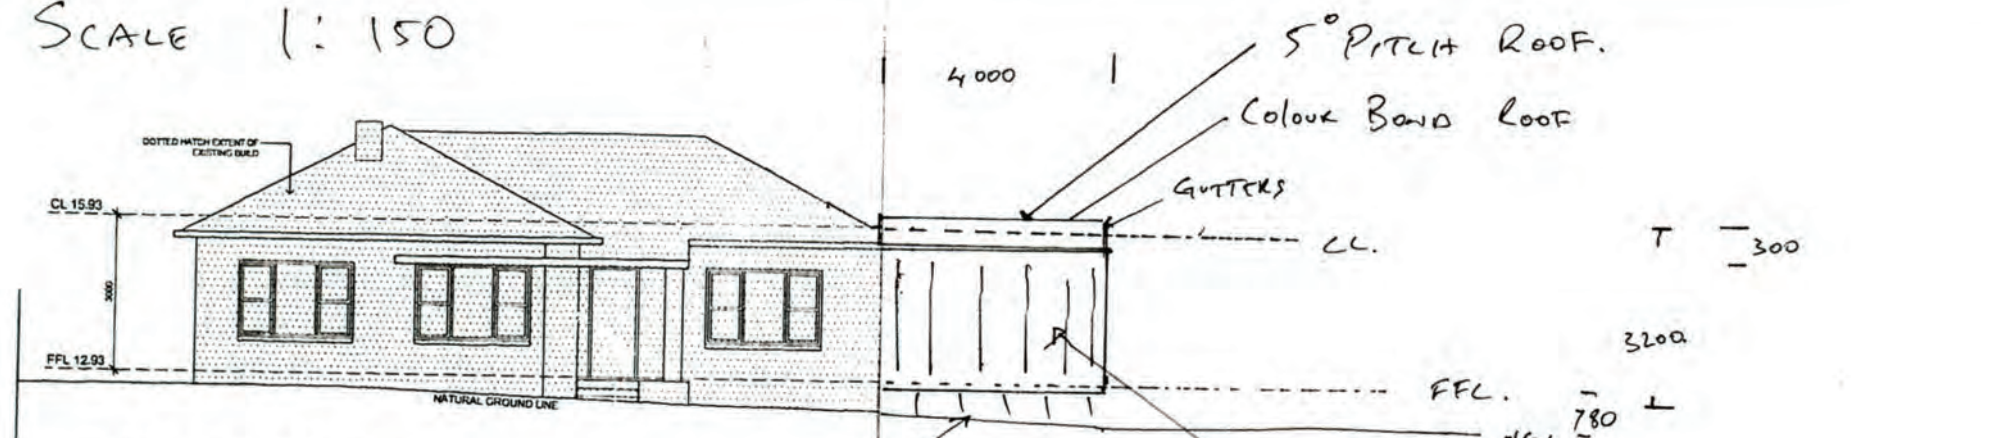 SCALE 1:150
5° PITCH ROOF.
4000
COLOUR BOND ROOF
DOTTED HATCH EXTENT OF
EXISTING BUILD
GUTTERS
CL 15.93
CL.
300
3000
3200
FFL 12.93
FFL.
NATURAL GROUND LINE
780